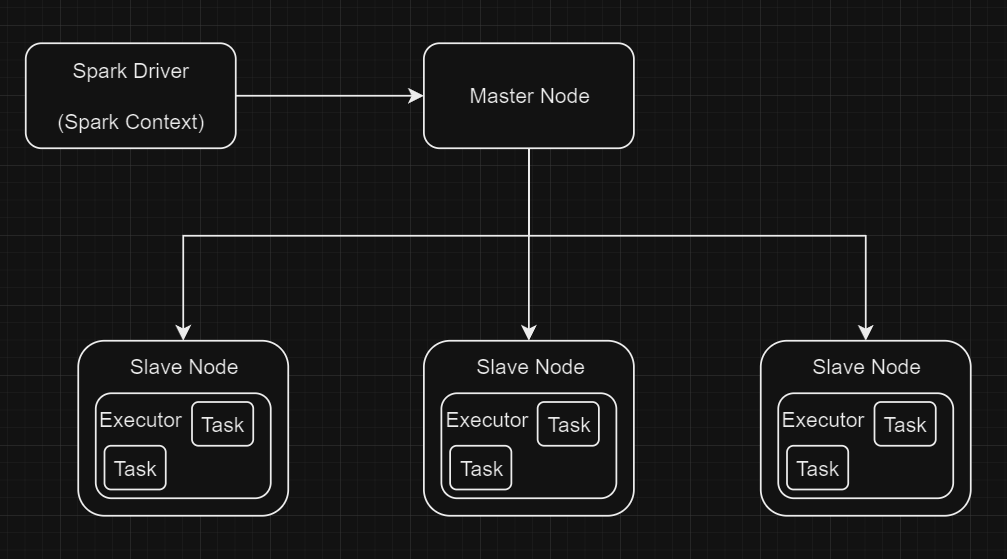 Spark Driver
(Spark Context)
Master Node
Slave Node
Executor
Task
Task
Slave Node
Executor
Task
Task
Slave Node
Executor
Task
Task